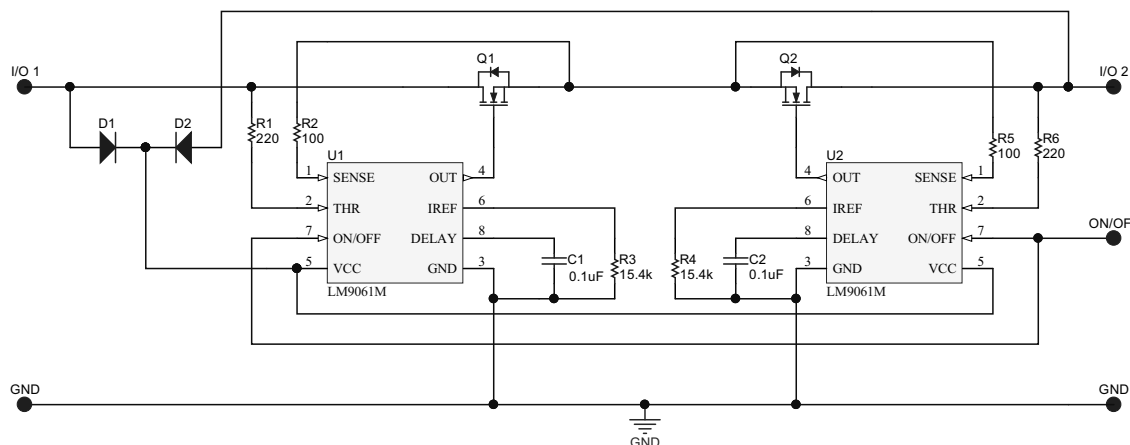 Q1
Q2
I/O 1
I/O 2
D1
D2
R1
220
R2
100
R5
100
R6
220
U1
U2
1
SENSE
OUT
4
2
THR
IREF
6
7
ON/OFF
DELAY
8
5
VCC
GND
3
LM9061M
C1
0.1uF
R3
15.4k
4
OUT
SENSE
1
6
IREF
THR
2
8
DELAY
ON/OFF
7
3
GND
VCC
5
LM9061M
R4
15.4k
C2
0.1uF
ON/OF
GND
GND
GND